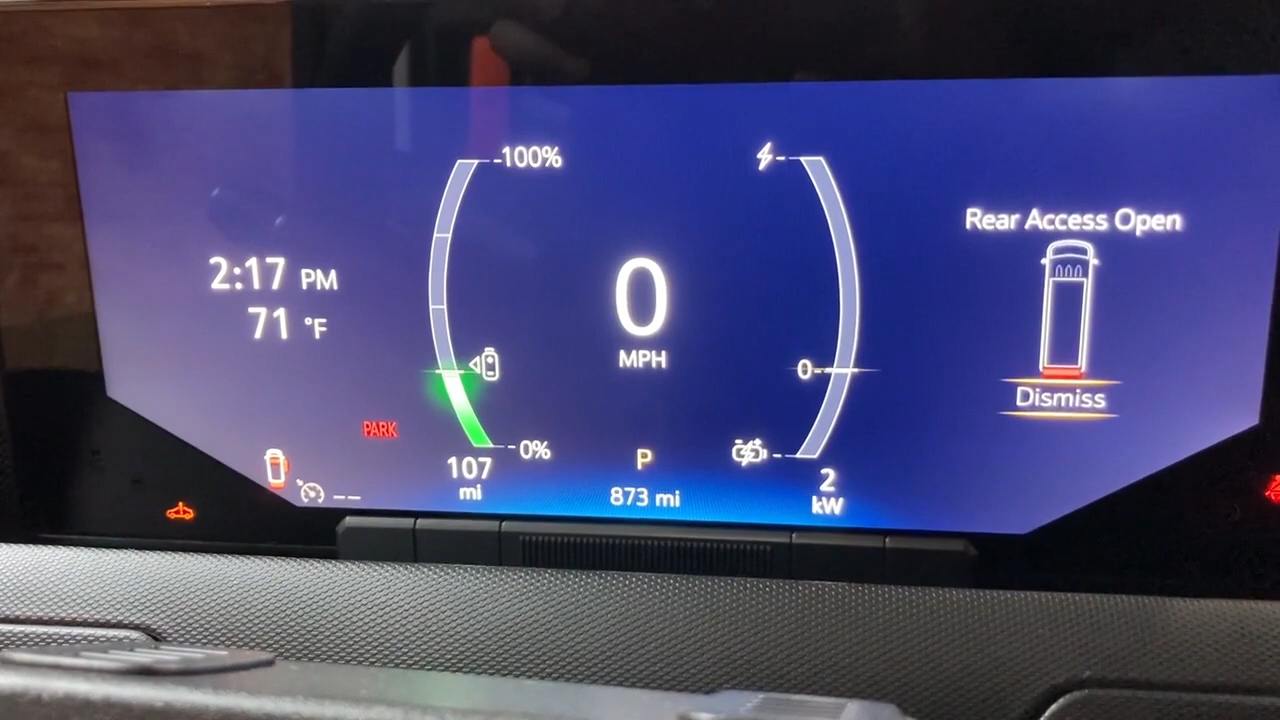 2:17 PM
71 °F
PARK
--
100%
0%
107
mi
0
MPH
P
873 mi
0
2
kW
Rear Access Open
Dismiss